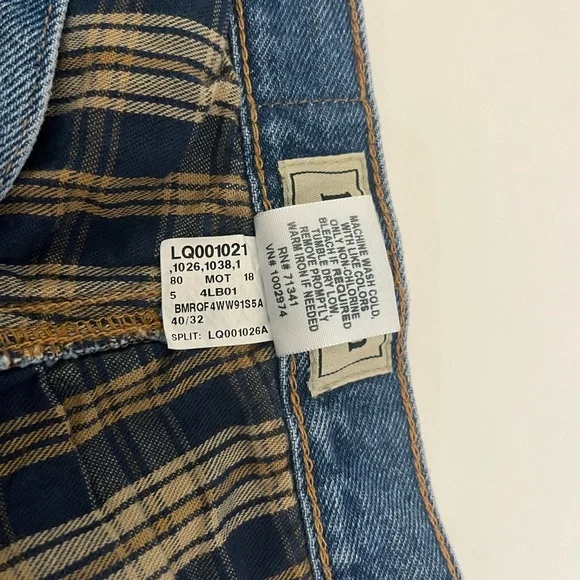 LQ001021
,1026,1038,1
80 MOT 18
5 4LB01
BMRQF4WW91S5A
40/32
SPLIT: LQ001026A
MACHINE WASH COLD,
WITH LIKE COLORS,
ONLY NON-CHLORINE
BLEACH IF REQUIRED
TUMBLE DRY LOW,
REMOVE PROMPTLY
WARM IRON IF NEEDED
RN# 71341
VN# 1002974